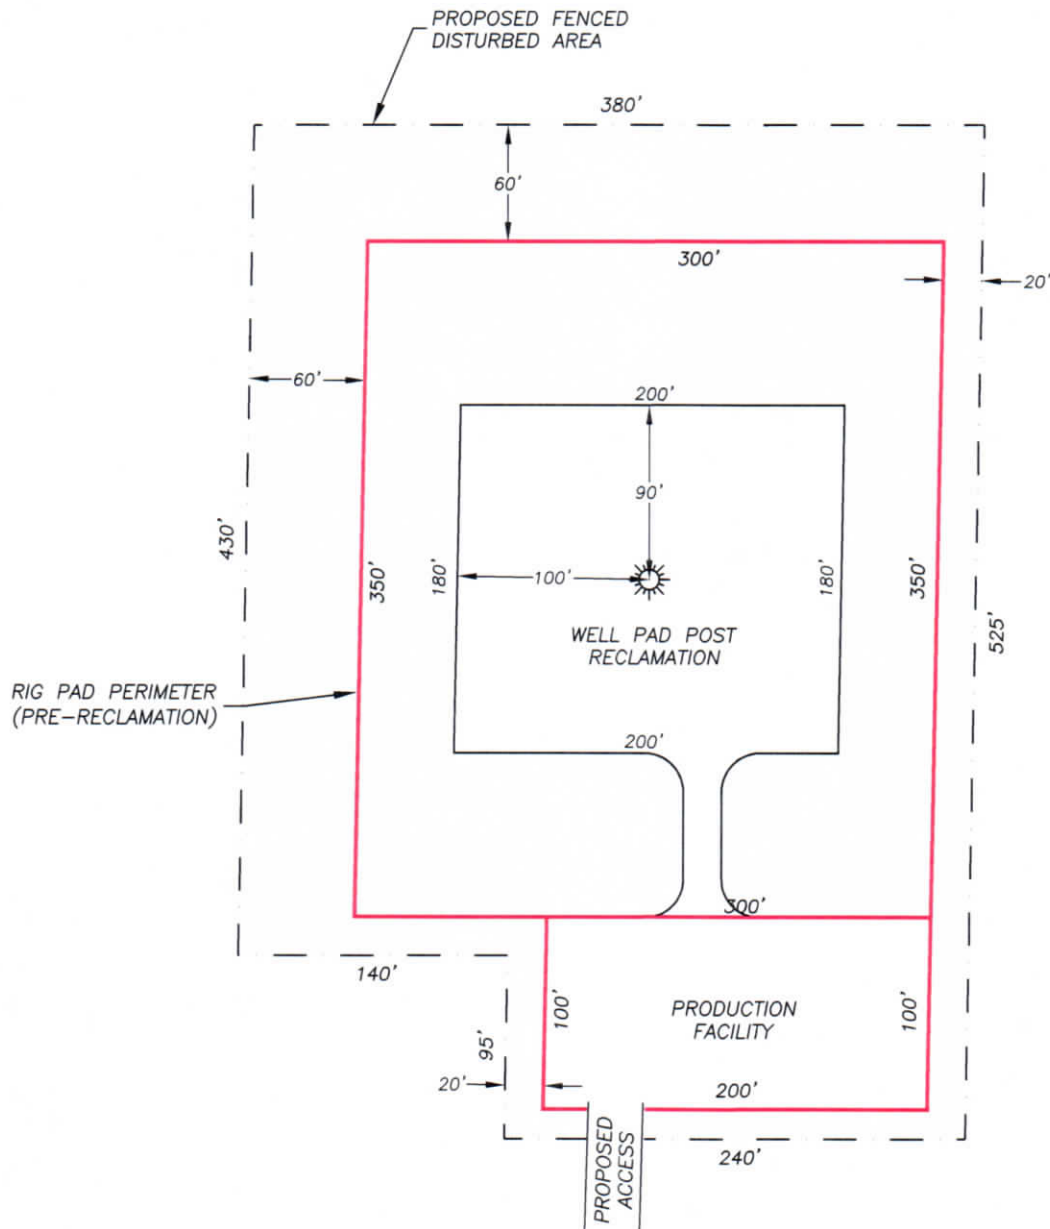 PROPOSED FENCED
DISTURBED AREA
380'
60'
300'
20'
60'
200'
90'
430'
350'
180'
100'
180'
350'
525'
WELL PAD POST
RECLAMATION
RIG PAD PERIMETER
(PRE-RECLAMATION)
200'
300'
140'
100'
PRODUCTION
FACILITY
100'
95'
20'
200'
240'
PROPOSED
ACCESS